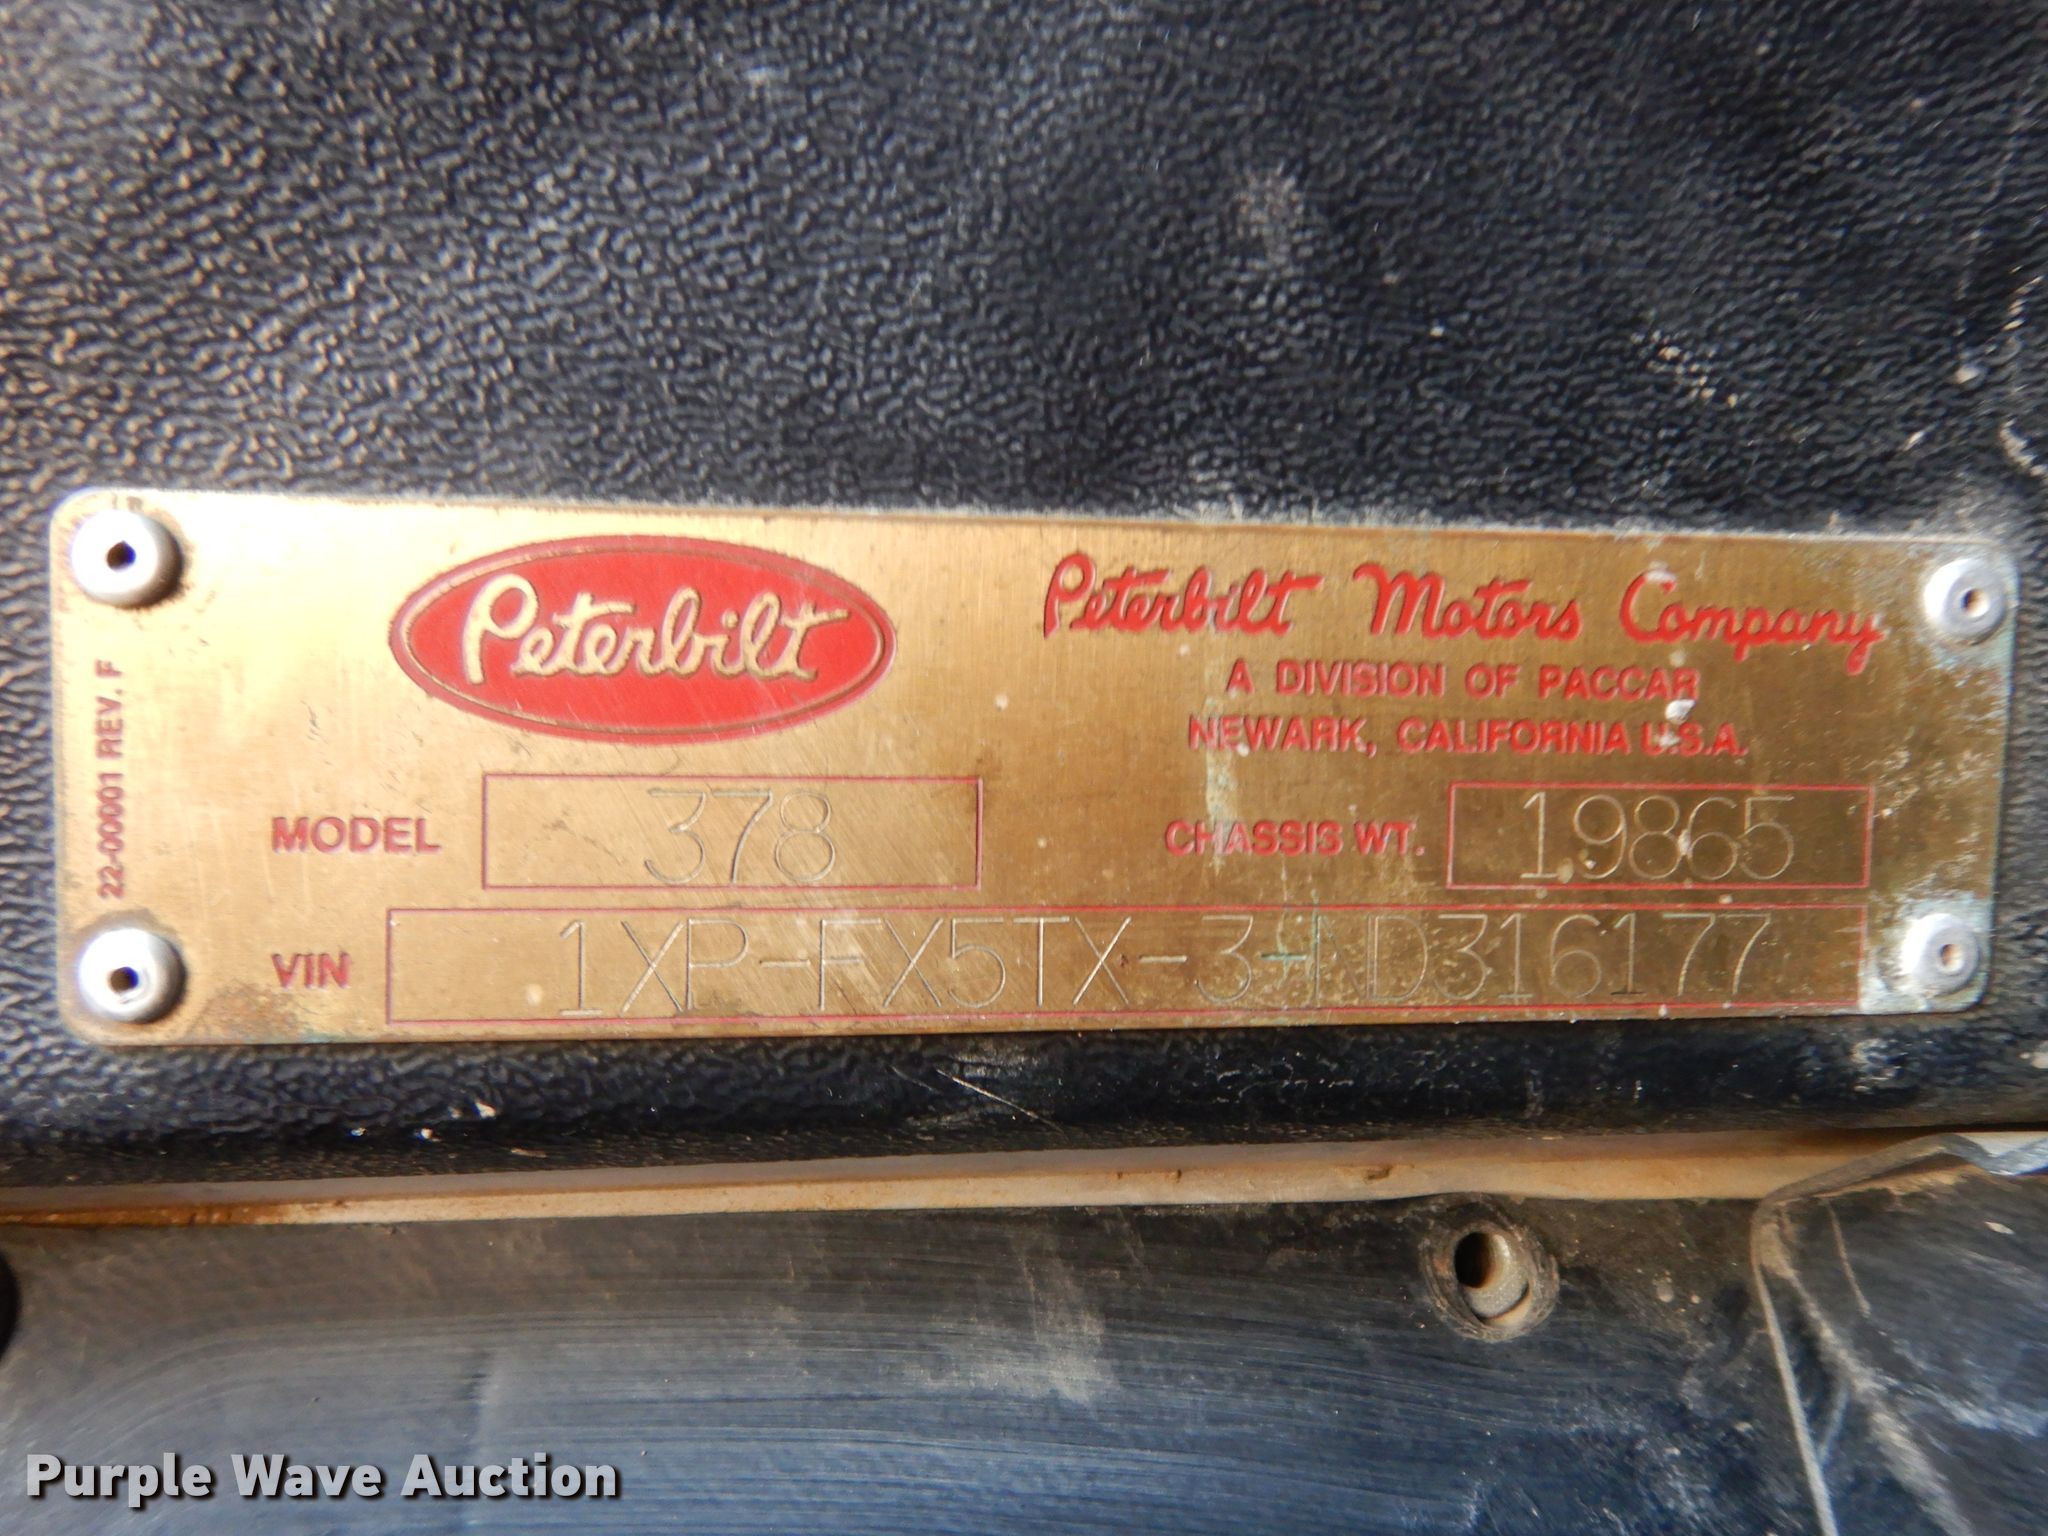 Peterbilt
Peterbilt Motors Company
A DIVISION OF PACCAR
NEWARK, CALIFORNIA U.S.A.
22-00001 REV. F
MODEL 378 CHASSIS WT. 19865
VIN 1XP-FX5TX-3-ND316177
Purple Wave Auction